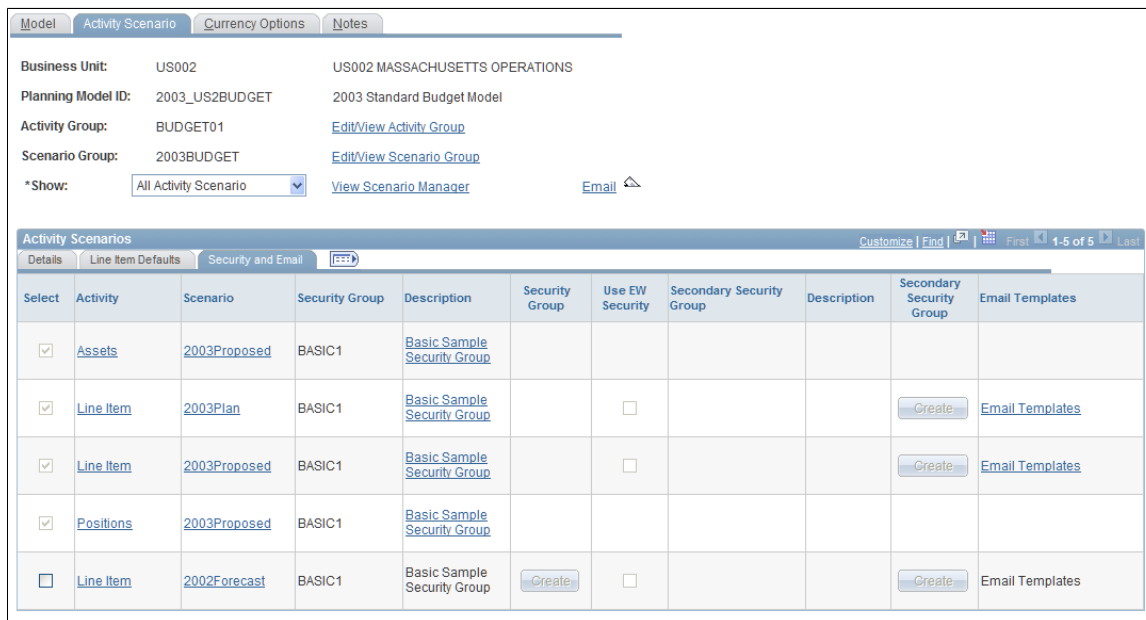 Model Activity Scenario Currency Options Notes
Business Unit: US002 US002 MASSACHUSETTS OPERATIONS
Planning Model ID: 2003_US2BUDGET 2003 Standard Budget Model
Activity Group: BUDGET01 Edit/View Activity Group
Scenario Group: 2003BUDGET Edit/View Scenario Group
*Show: All Activity Scenario View Scenario Manager Email
Activity Scenarios Customize | Find | | First 1-5 of 5 Last
Details Line Item Defaults Security and Email
Select Activity Scenario Security Group Description Security Group Use EW Security Secondary Security Group Description Secondary Security Group Email Templates
Assets 2003Proposed BASIC1 Basic Sample Security Group
Line Item 2003Plan BASIC1 Basic Sample Security Group Create Email Templates
Line Item 2003Proposed BASIC1 Basic Sample Security Group Create Email Templates
Positions 2003Proposed BASIC1 Basic Sample Security Group
Line Item 2002Forecast BASIC1 Basic Sample Security Group Create Create Email Templates